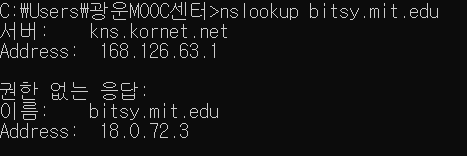 C:₩Users₩광운MOOC센터>nslookup bitsy.mit.edu
서버:    kns.kornet.net
Address:  168.126.63.1
권한 없는 응답:
이름:    bitsy.mit.edu
Address:  18.0.72.3